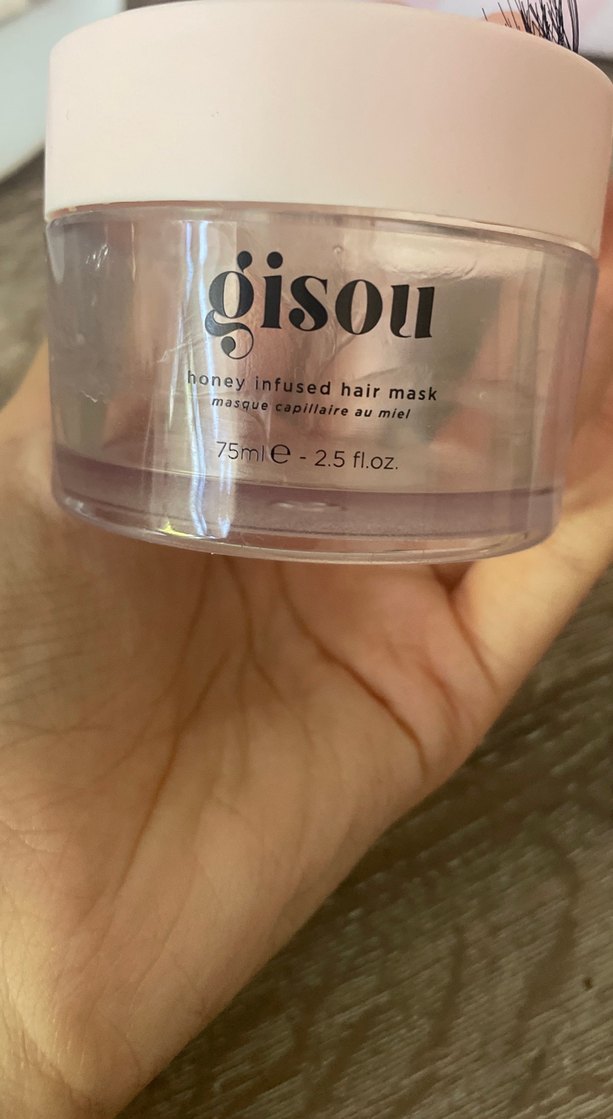 gisou
honey infused hair mask
masque capillaire au miel
75ml ℮ - 2.5 fl.oz.